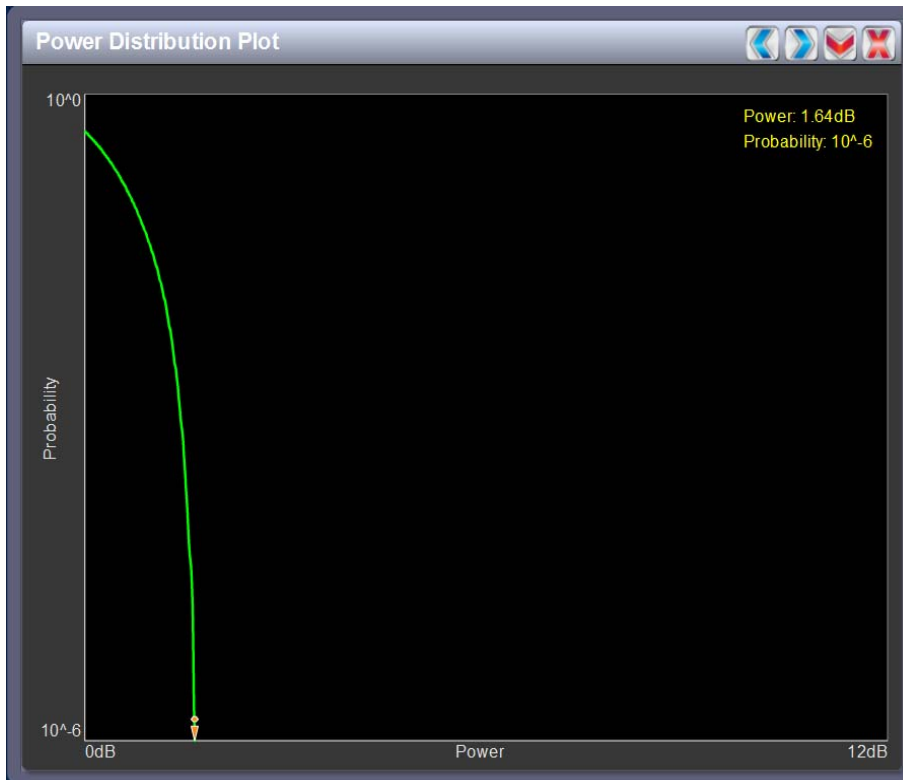 Power Distribution Plot
10^0
Power: 1.64dB
Probability: 10^-6
Probability
10^-6
0dB
Power
12dB